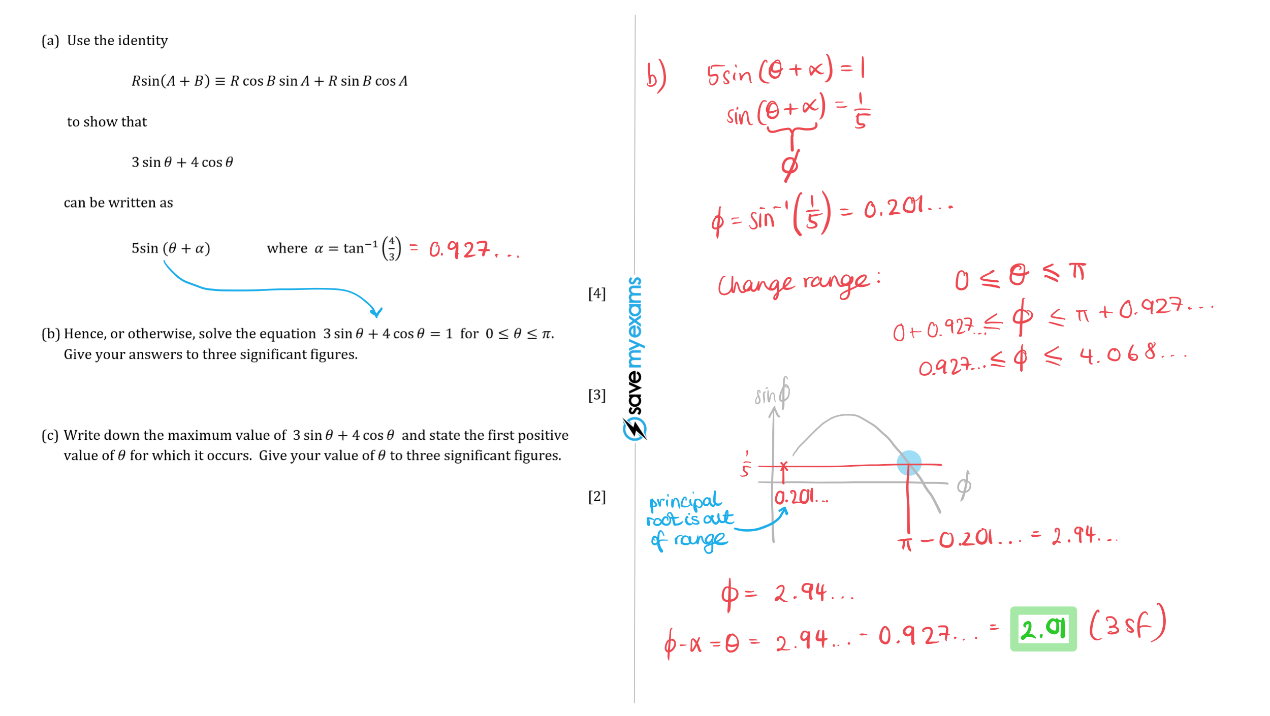 (a) Use the identity
Rsin(A + B) ≡ R cos B sin A + R sin B cos A
to show that
3 sin θ + 4 cos θ
can be written as
5sin (θ + α) where α = tan⁻¹ (4/3) = 0.927...
[4]
(b) Hence, or otherwise, solve the equation 3 sin θ + 4 cos θ = 1 for 0 ≤ θ ≤ π.
Give your answers to three significant figures.
[3]
(c) Write down the maximum value of 3 sin θ + 4 cos θ and state the first positive
value of θ for which it occurs. Give your value of θ to three significant figures.
[2]
savemyexams
b) 5sin (θ + α) = 1
sin (θ + α) = 1/5
ϕ
ϕ = sin⁻¹ (1/5) = 0.201...
Change range: 0 ≤ θ ≤ π
0 + 0.927... ≤ ϕ ≤ π + 0.927...
0.927... ≤ ϕ ≤ 4.068...
sinϕ
1/5
ϕ
0.201...
principal
root is out
of range
π - 0.201... = 2.94...
ϕ = 2.94...
ϕ - α = θ = 2.94... - 0.927... = 2.01 (3sf)